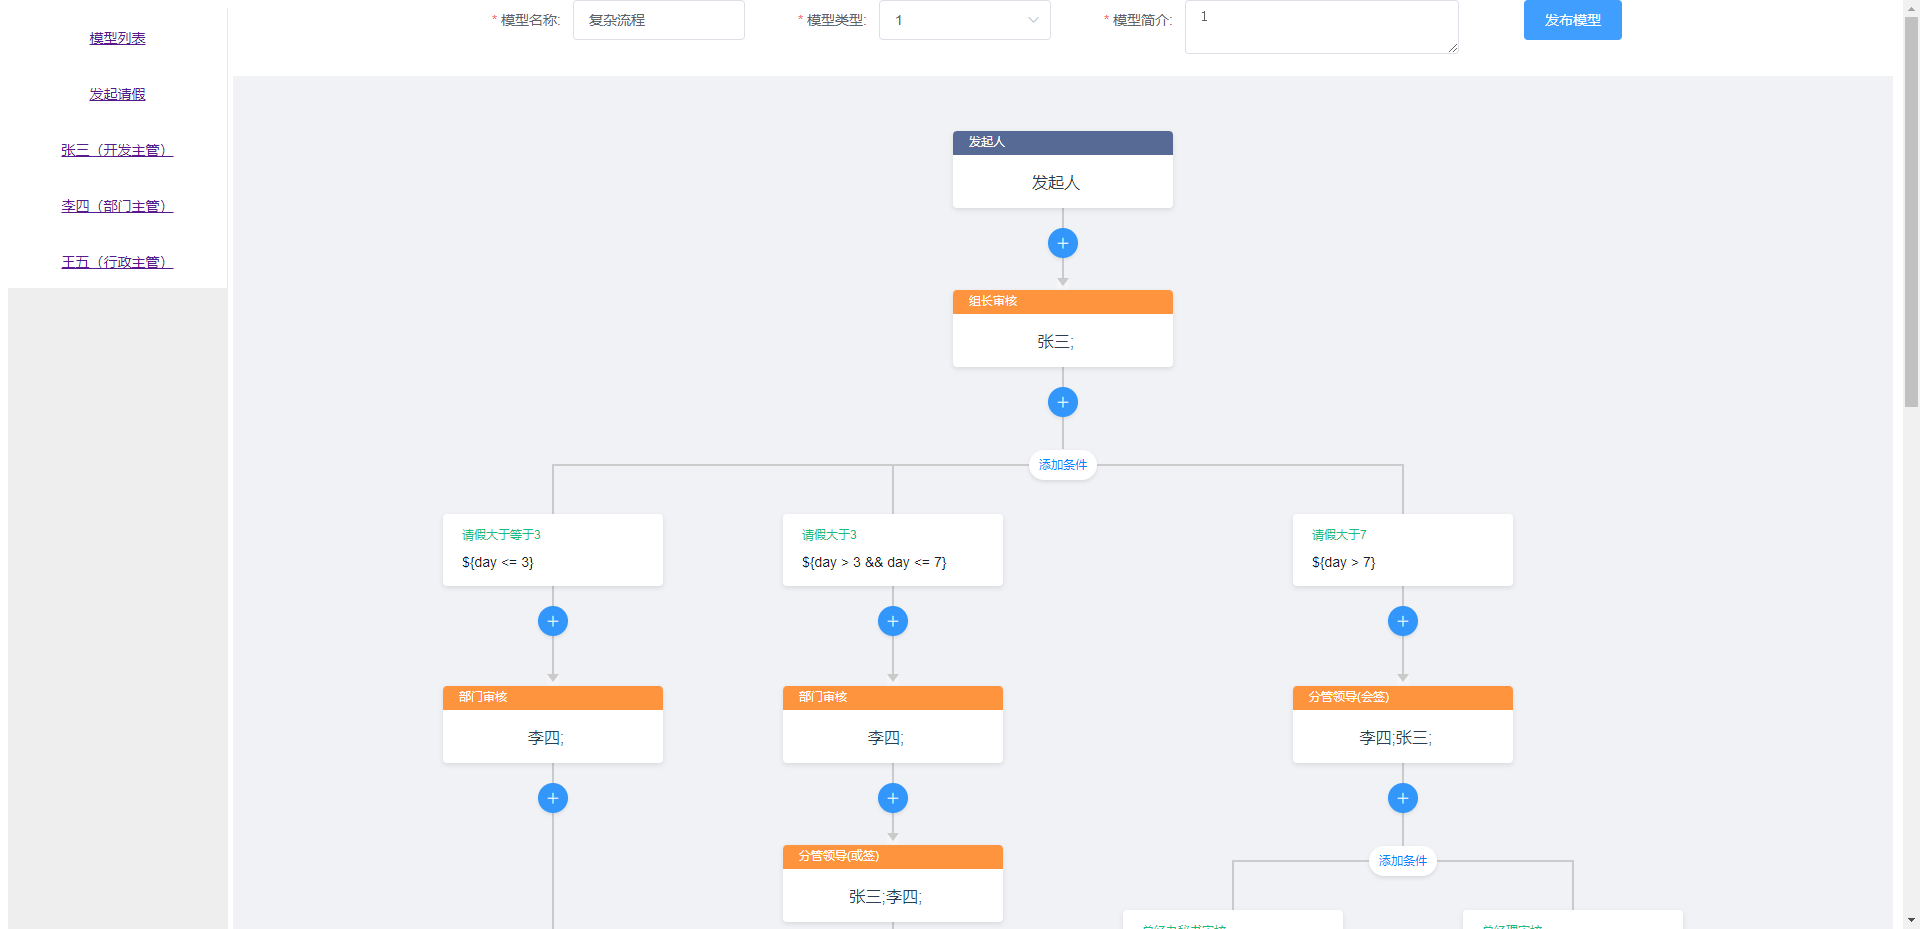 模型列表
发起请假
张三（开发主管）
李四（部门主管）
王五（行政主管）
* 模型名称: 复杂流程
* 模型类型: 1
* 模型简介: 1
发布模型
发起人
发起人
组长审核
张三;
添加条件
请假大于等于3
${day <= 3}
请假大于3
${day > 3 && day <= 7}
请假大于7
${day > 7}
部门审核
李四;
部门审核
李四;
分管领导(会签)
李四;张三;
分管领导(或签)
张三;李四;
添加条件